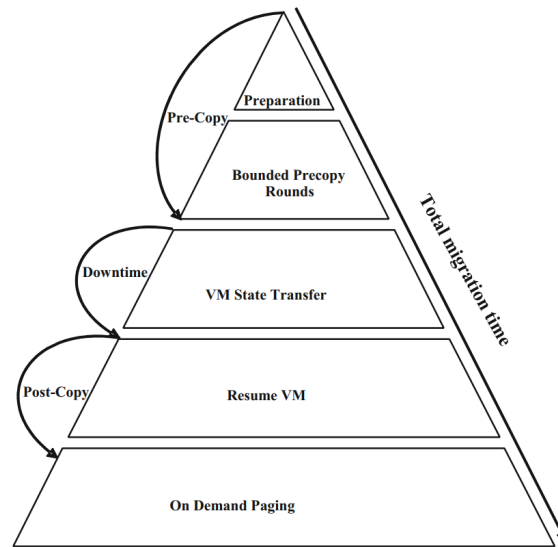 Preparation
Pre-Copy
Bounded Precopy
Rounds
Total migration time
Downtime
VM State Transfer
Post-Copy
Resume VM
On Demand Paging